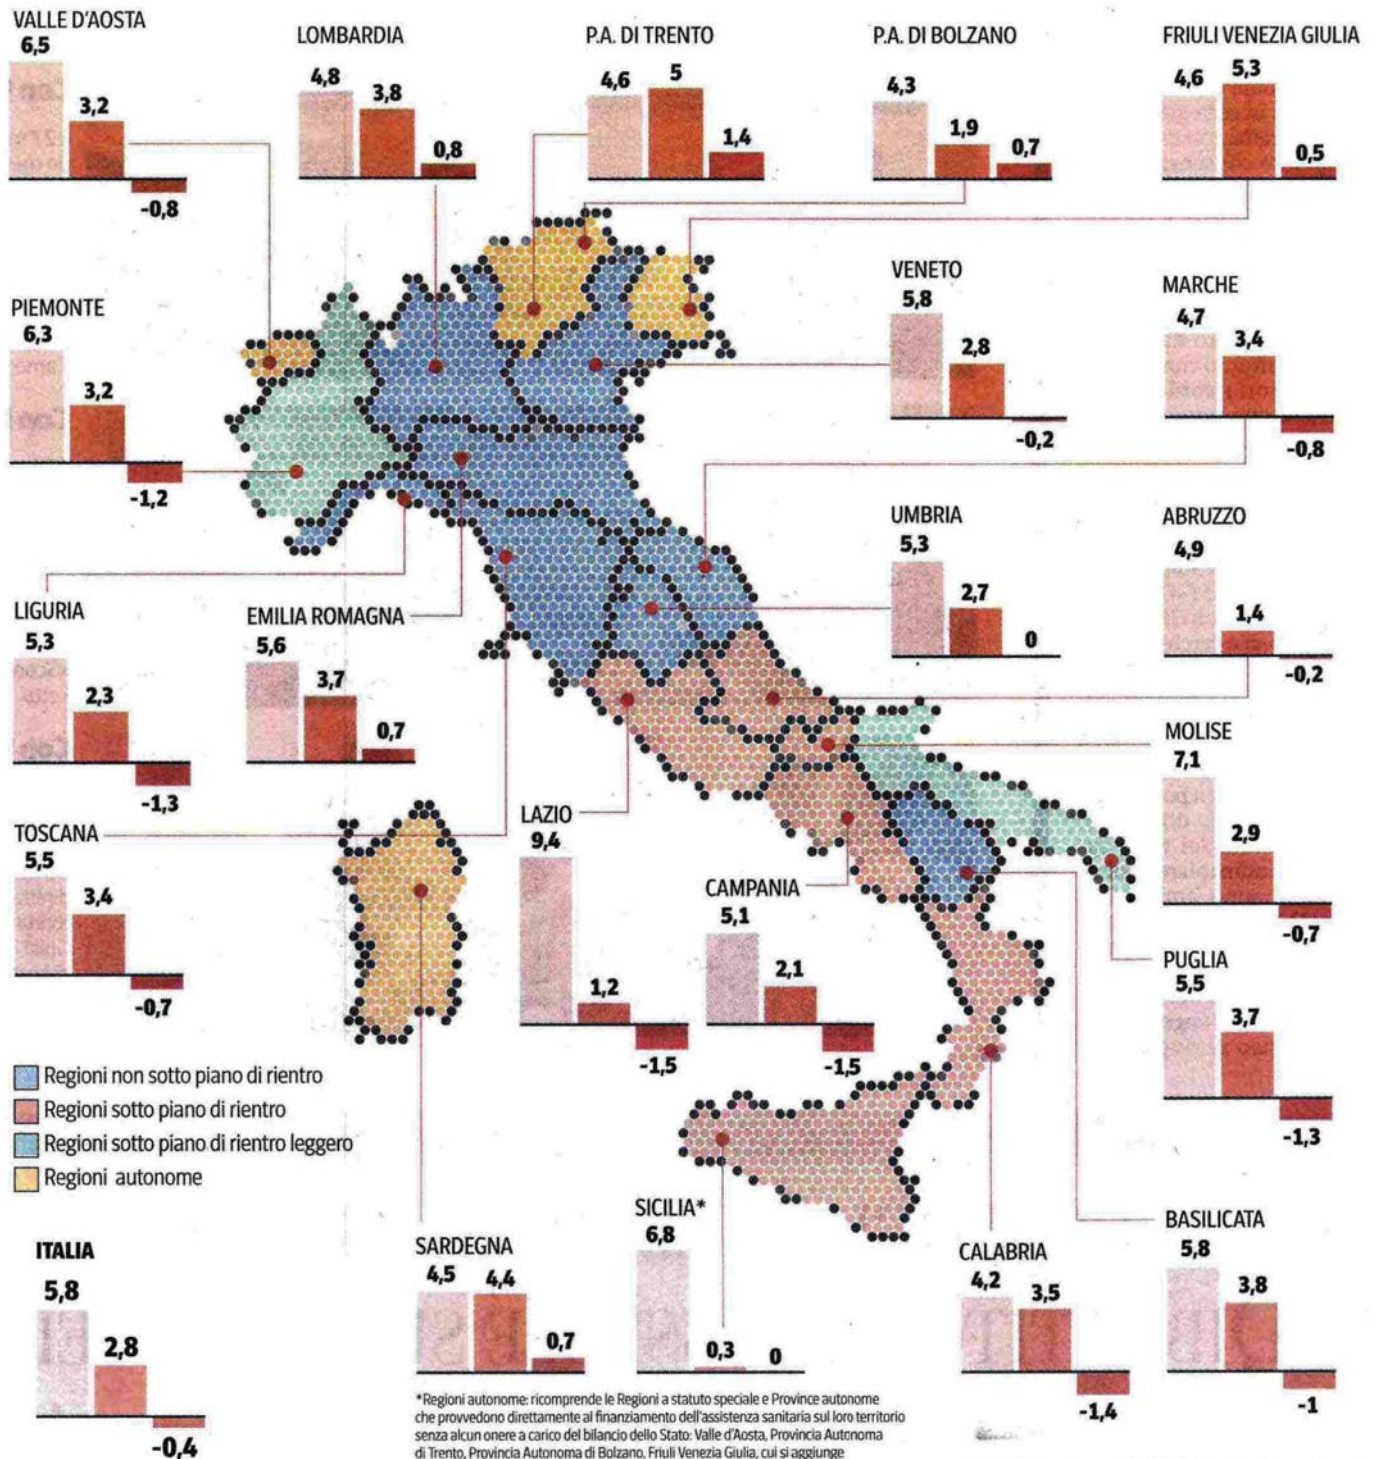 VALLE D'AOSTA
6,5
3,2
-0,8
LOMBARDIA
4,8
3,8
0,8
P.A. DI TRENTO
4,6
5
1,4
P.A. DI BOLZANO
4,3
1,9
0,7
FRIULI VENEZIA GIULIA
4,6
5,3
0,5
PIEMONTE
6,3
3,2
-1,2
VENETO
5,8
2,8
-0,2
MARCHE
4,7
3,4
-0,8
UMBRIA
5,3
2,7
0
ABRUZZO
4,9
1,4
-0,2
LIGURIA
5,3
2,3
-1,3
EMILIA ROMAGNA
5,6
3,7
0,7
MOLISE
7,1
2,9
-0,7
TOSCANA
5,5
3,4
-0,7
LAZIO
9,4
1,2
-1,5
CAMPANIA
5,1
2,1
-1,5
PUGLIA
5,5
3,7
-1,3
Regioni non sotto piano di rientro
Regioni sotto piano di rientro
Regioni sotto piano di rientro leggero
Regioni autonome
ITALIA
5,8
2,8
-0,4
SARDEGNA
4,5
4,4
0,7
SICILIA*
6,8
0,3
0
CALABRIA
4,2
3,5
-1,4
BASILICATA
5,8
3,8
-1
*Regioni autonome: ricomprende le Regioni a statuto speciale e Province autonome
che provvedono direttamente al finanziamento dell'assistenza sanitaria sul loro territorio
senza alcun onere a carico del bilancio dello Stato: Valle d'Aosta, Provincia Autonoma
di Trento, Provincia Autonoma di Bolzano, Friuli Venezia Giulia, cui si aggiunge